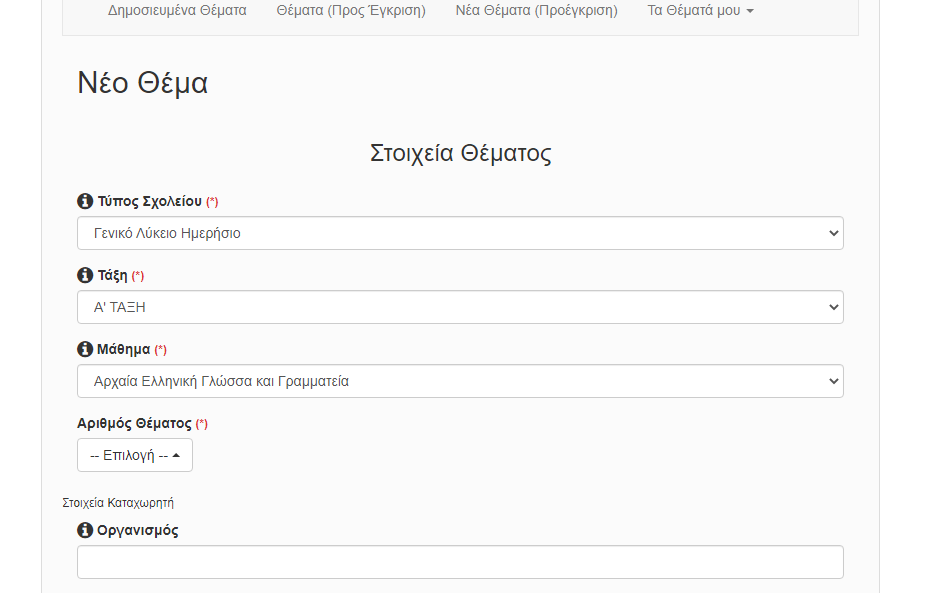 Δημοσιευμένα Θέματα Θέματα (Προς Έγκριση) Νέα Θέματα (Προέγκριση) Τα Θέματά μου
Νέο Θέμα
Στοιχεία Θέματος
Τύπος Σχολείου (*)
Γενικό Λύκειο Ημερήσιο
Τάξη (*)
Α' ΤΑΞΗ
Μάθημα (*)
Αρχαία Ελληνική Γλώσσα και Γραμματεία
Αριθμός Θέματος (*)
-- Επιλογή --
Στοιχεία Καταχωρητή
Οργανισμός